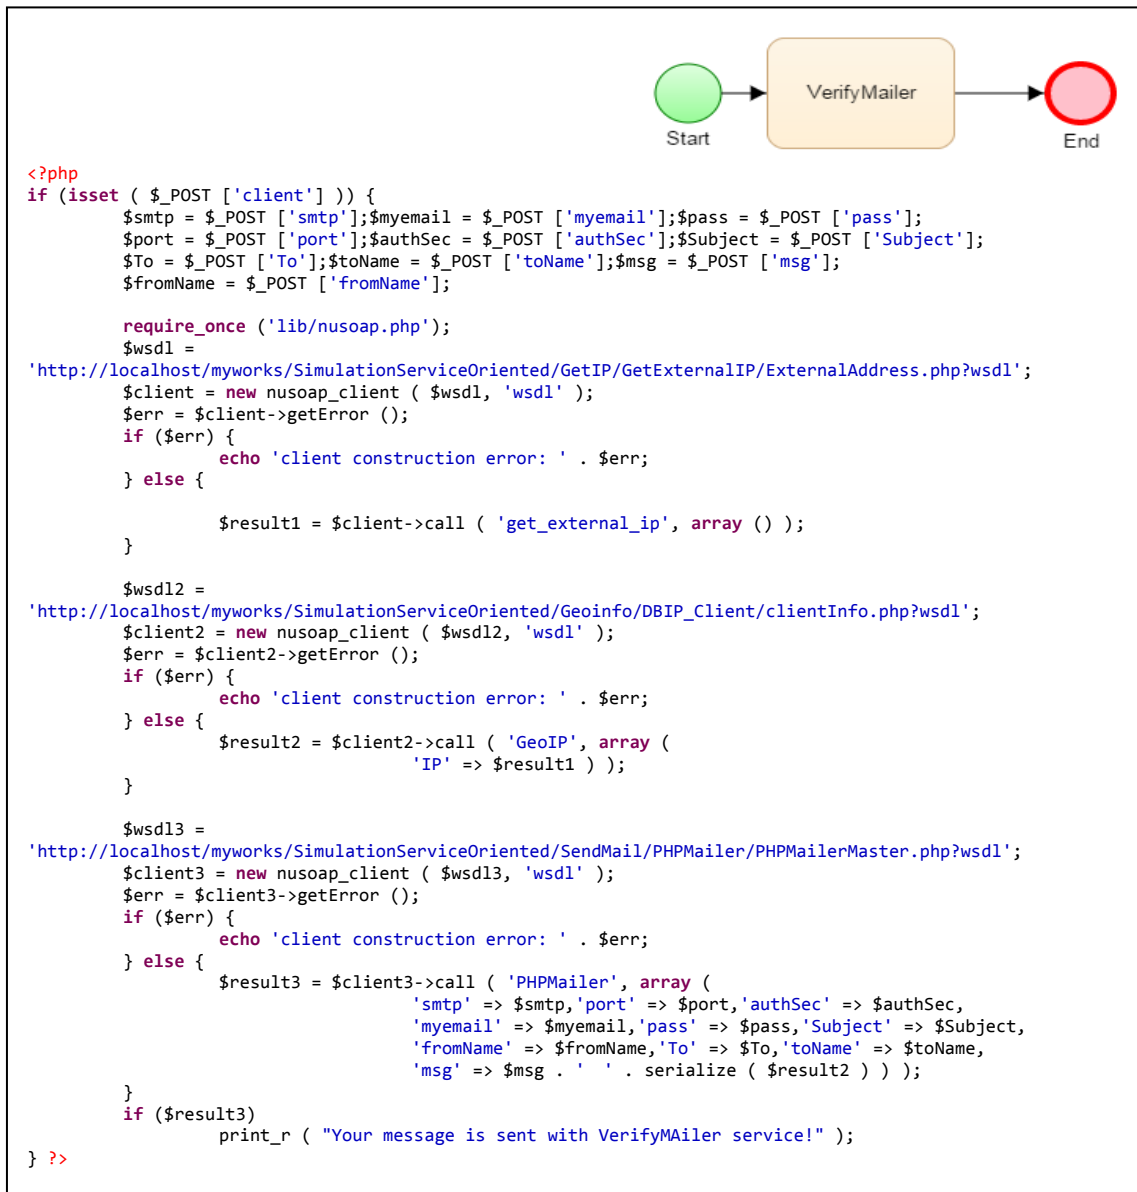 VerifyMailer
Start
End
<?php
if (isset ( $_POST ['client'] )) {
$smtp = $_POST ['smtp'];$myemail = $_POST ['myemail'];$pass = $_POST ['pass'];
$port = $_POST ['port'];$authSec = $_POST ['authSec'];$Subject = $_POST ['Subject'];
$To = $_POST ['To'];$toName = $_POST ['toName'];$msg = $_POST ['msg'];
$fromName = $_POST ['fromName'];
require_once ('lib/nusoap.php');
$wsdl =
'http://localhost/myworks/SimulationServiceOriented/GetIP/GetExternalIP/ExternalAddress.php?wsdl';
$client = new nusoap_client ( $wsdl, 'wsdl' );
$err = $client->getError ();
if ($err) {
echo 'client construction error: ' . $err;
} else {
$result1 = $client->call ( 'get_external_ip', array () );
}
$wsdl2 =
'http://localhost/myworks/SimulationServiceOriented/Geoinfo/DBIP_Client/clientInfo.php?wsdl';
$client2 = new nusoap_client ( $wsdl2, 'wsdl' );
$err = $client2->getError ();
if ($err) {
echo 'client construction error: ' . $err;
} else {
$result2 = $client2->call ( 'GeoIP', array (
'IP' => $result1 ) );
}
$wsdl3 =
'http://localhost/myworks/SimulationServiceOriented/SendMail/PHPMailer/PHPMailerMaster.php?wsdl';
$client3 = new nusoap_client ( $wsdl3, 'wsdl' );
$err = $client3->getError ();
if ($err) {
echo 'client construction error: ' . $err;
} else {
$result3 = $client3->call ( 'PHPMailer', array (
'smtp' => $smtp,'port' => $port,'authSec' => $authSec,
'myemail' => $myemail,'pass' => $pass,'Subject' => $Subject,
'fromName' => $fromName,'To' => $To,'toName' => $toName,
'msg' => $msg . '  ' . serialize ( $result2 ) ) );
}
if ($result3)
print_r ( "Your message is sent with VerifyMAiler service!" );
} ?>